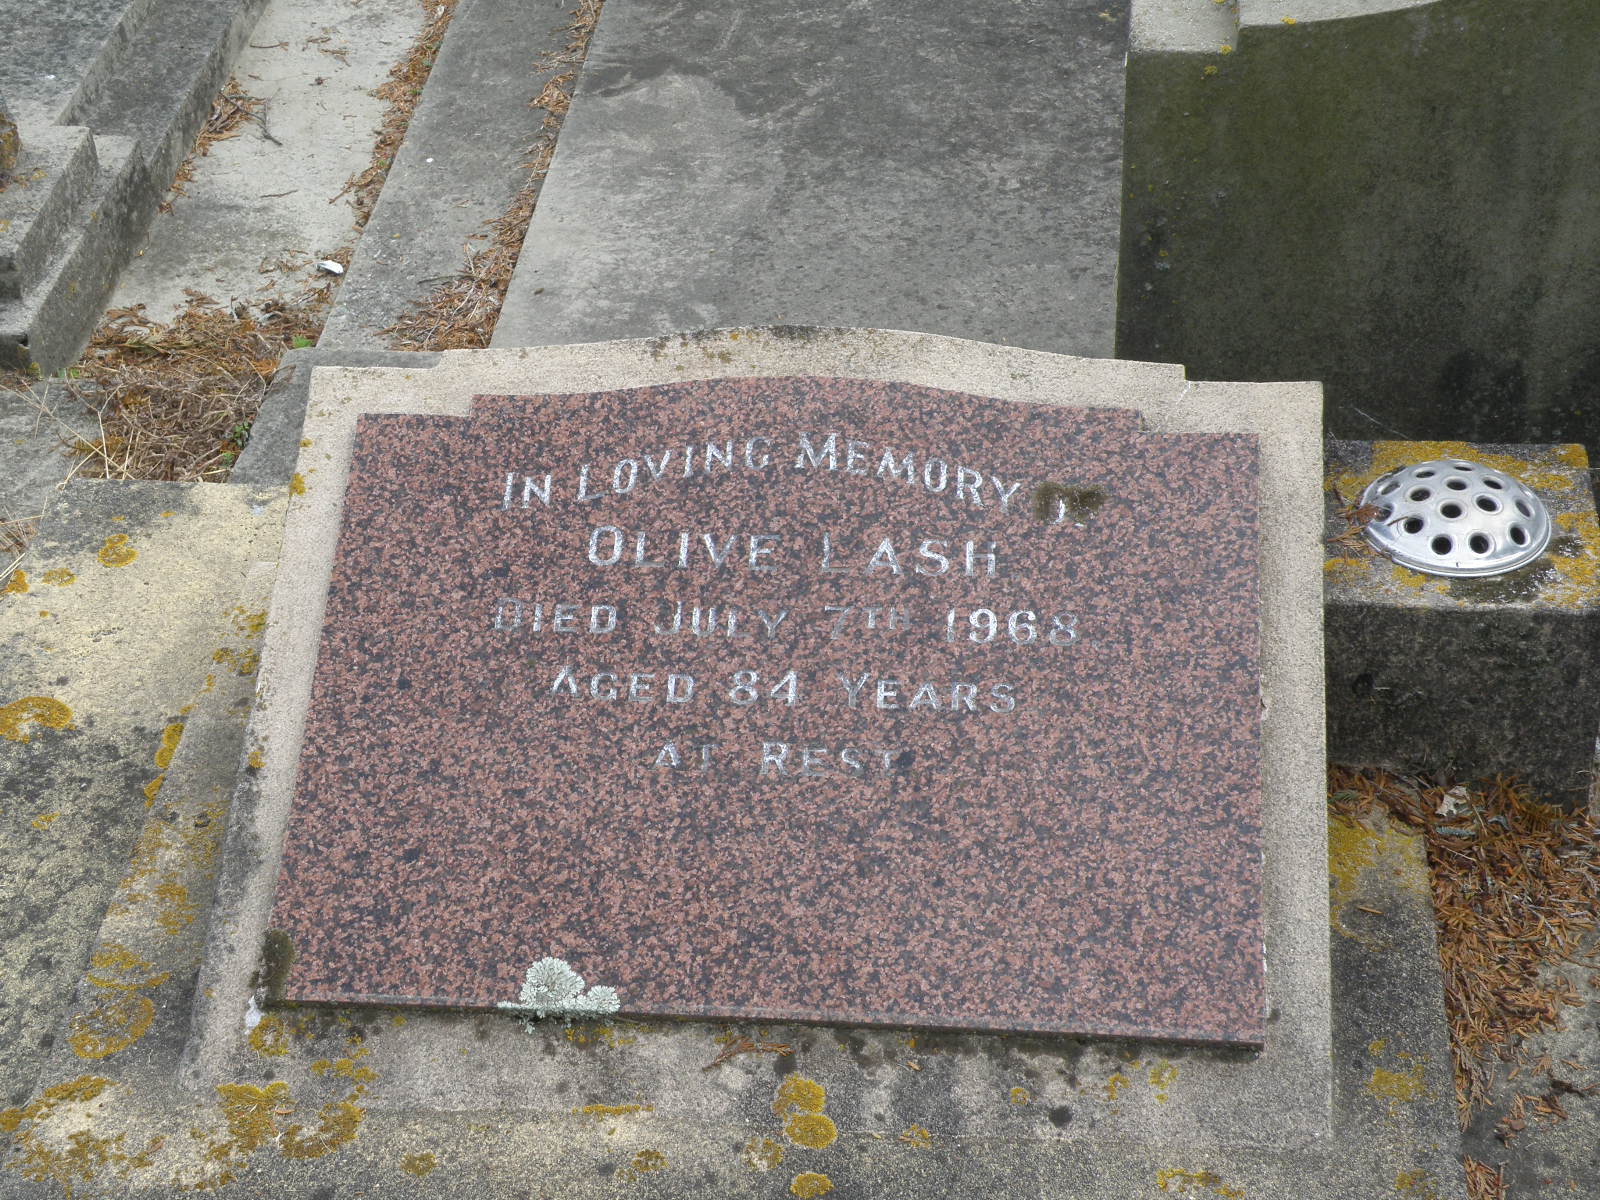 IN LOVING MEMORY
OLIVE LASH.
DIED JULY 7TH 1968.
AGED 84 YEARS
AT REST.